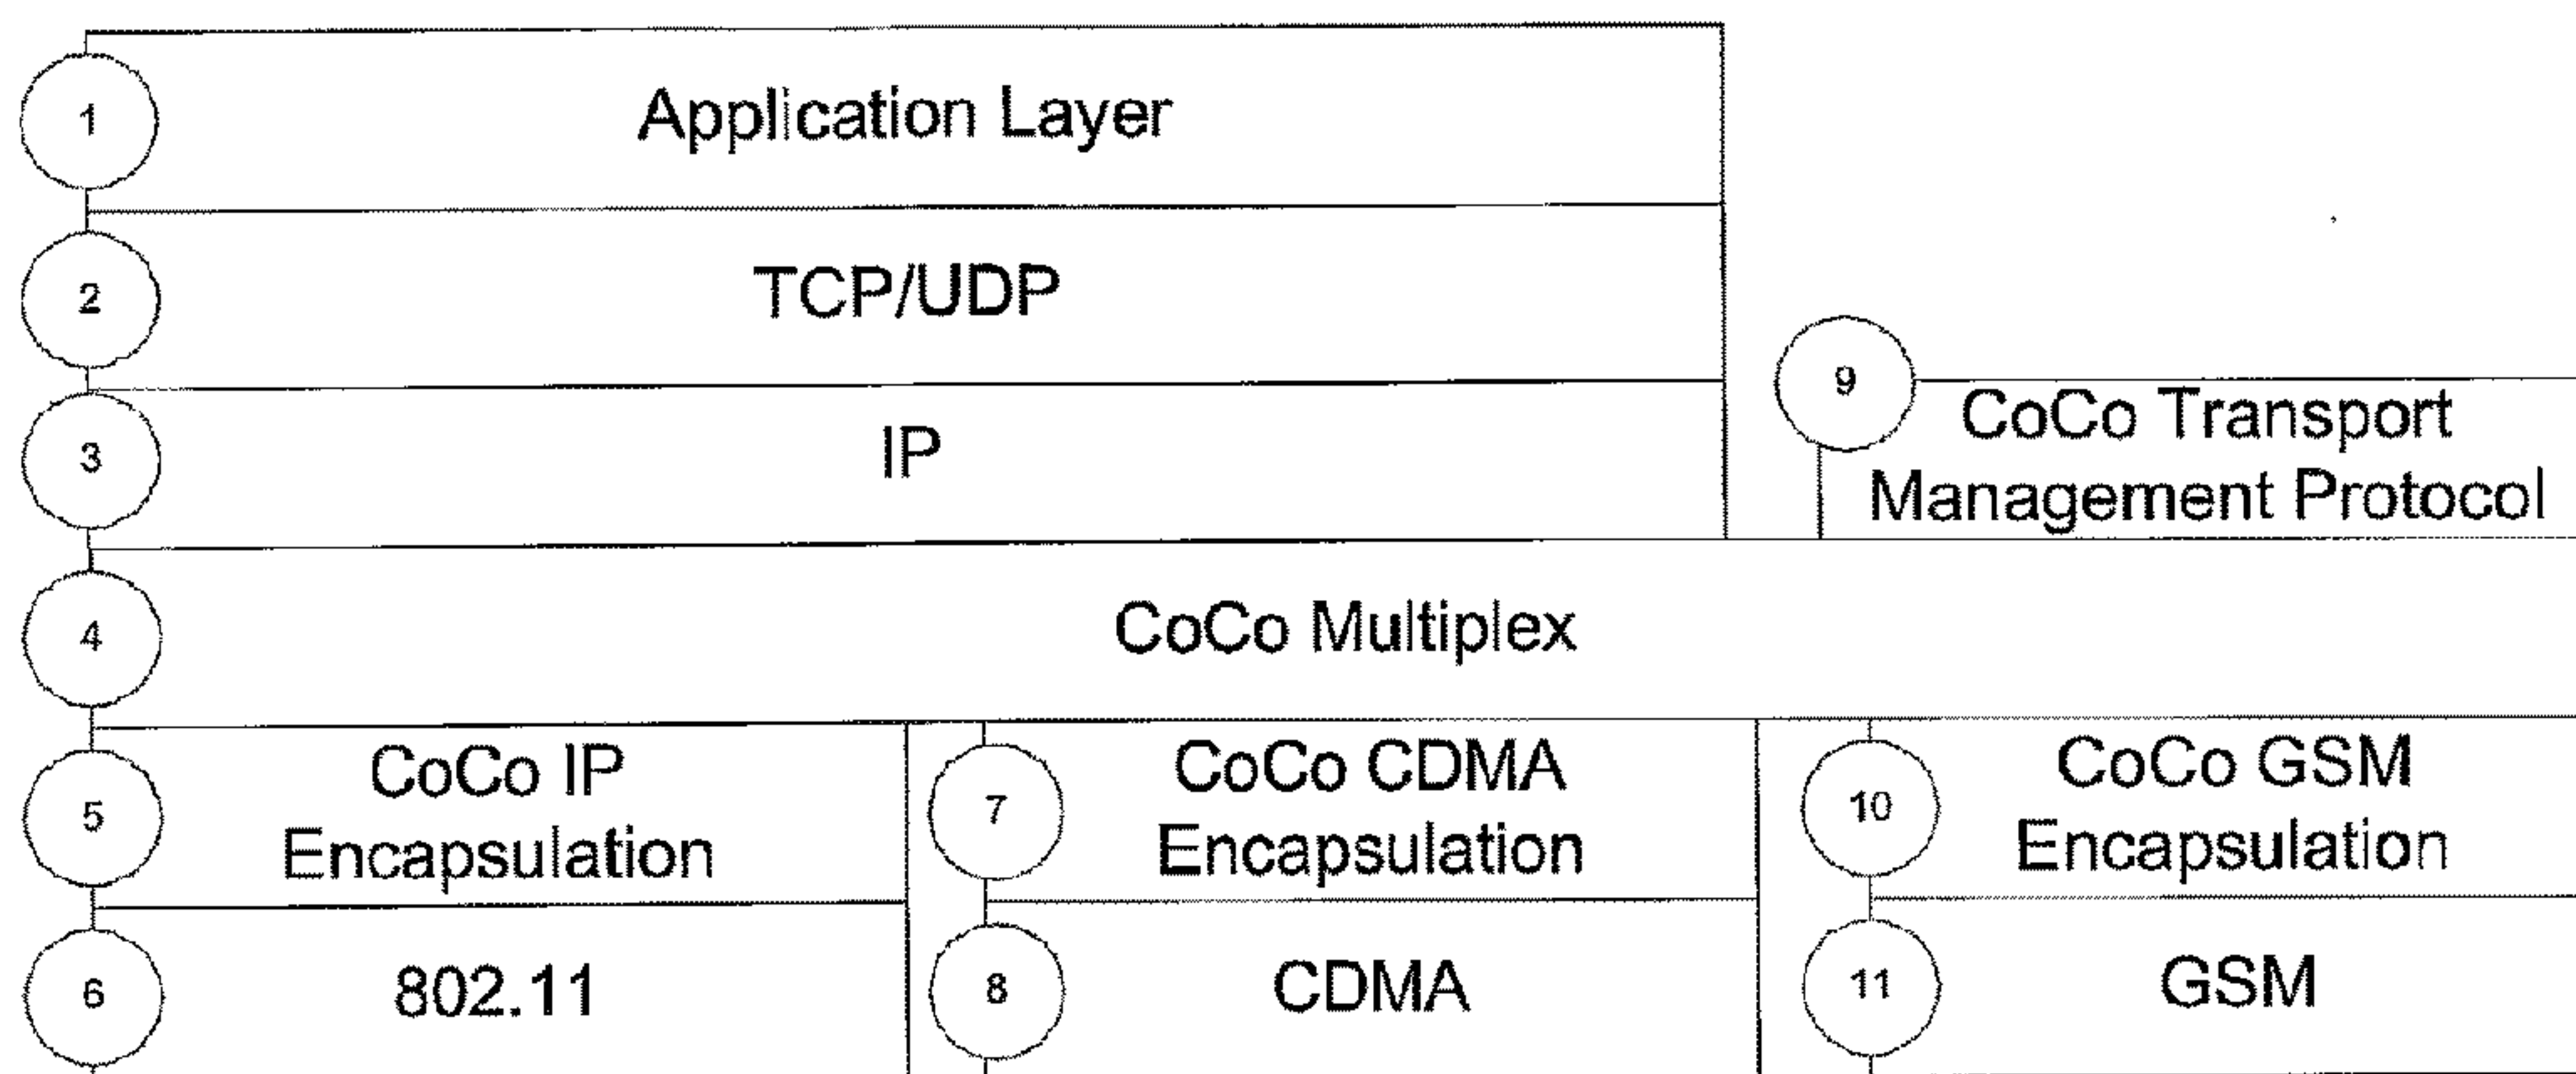 1
Application Layer
2
TCP/UDP
3
IP
9
CoCo Transport
Management Protocol
4
CoCo Multiplex
5
CoCo IP
Encapsulation
7
CoCo CDMA
Encapsulation
10
CoCo GSM
Encapsulation
6
802.11
8
CDMA
11
GSM